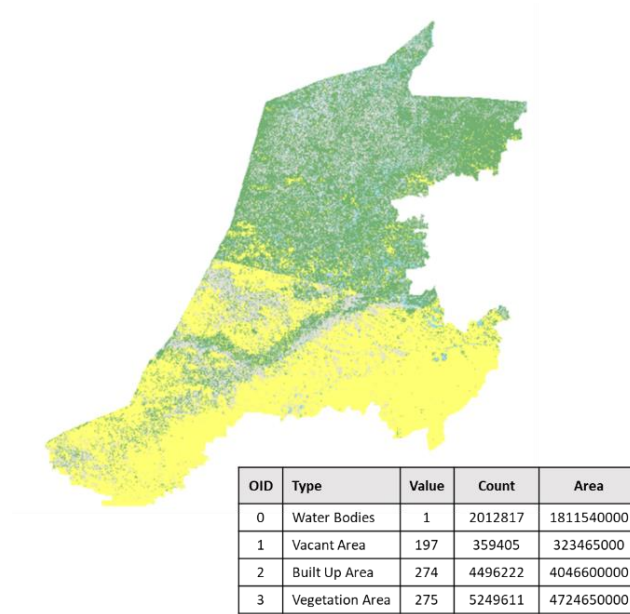 OID Type Value Count Area
0 Water Bodies 1 2012817 1811540000
1 Vacant Area 197 359405 323465000
2 Built Up Area 274 4496222 4046600000
3 Vegetation Area 275 5249611 4724650000